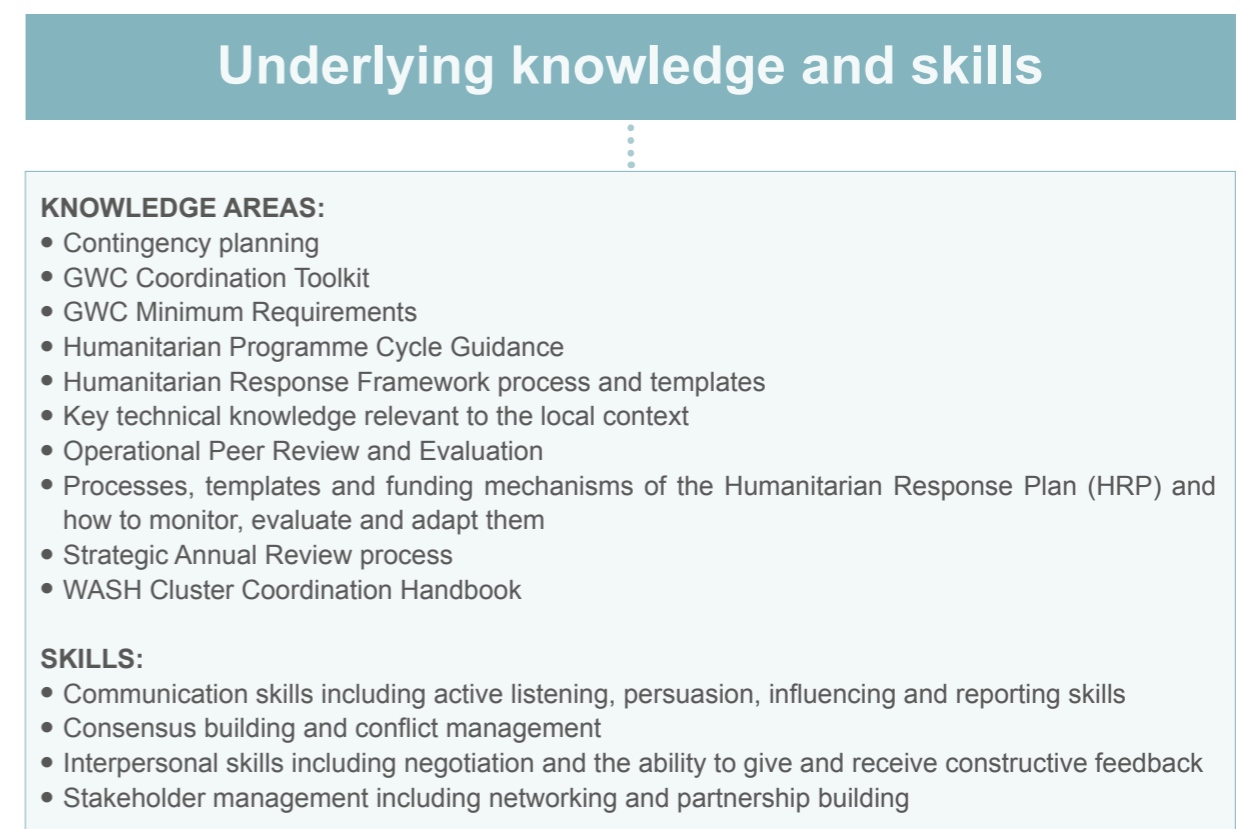 Underlying knowledge and skills
KNOWLEDGE AREAS:
• Contingency planning
• GWC Coordination Toolkit
• GWC Minimum Requirements
• Humanitarian Programme Cycle Guidance
• Humanitarian Response Framework process and templates
• Key technical knowledge relevant to the local context
• Operational Peer Review and Evaluation
• Processes, templates and funding mechanisms of the Humanitarian Response Plan (HRP) and
how to monitor, evaluate and adapt them
• Strategic Annual Review process
• WASH Cluster Coordination Handbook
SKILLS:
• Communication skills including active listening, persuasion, influencing and reporting skills
• Consensus building and conflict management
• Interpersonal skills including negotiation and the ability to give and receive constructive feedback
• Stakeholder management including networking and partnership building